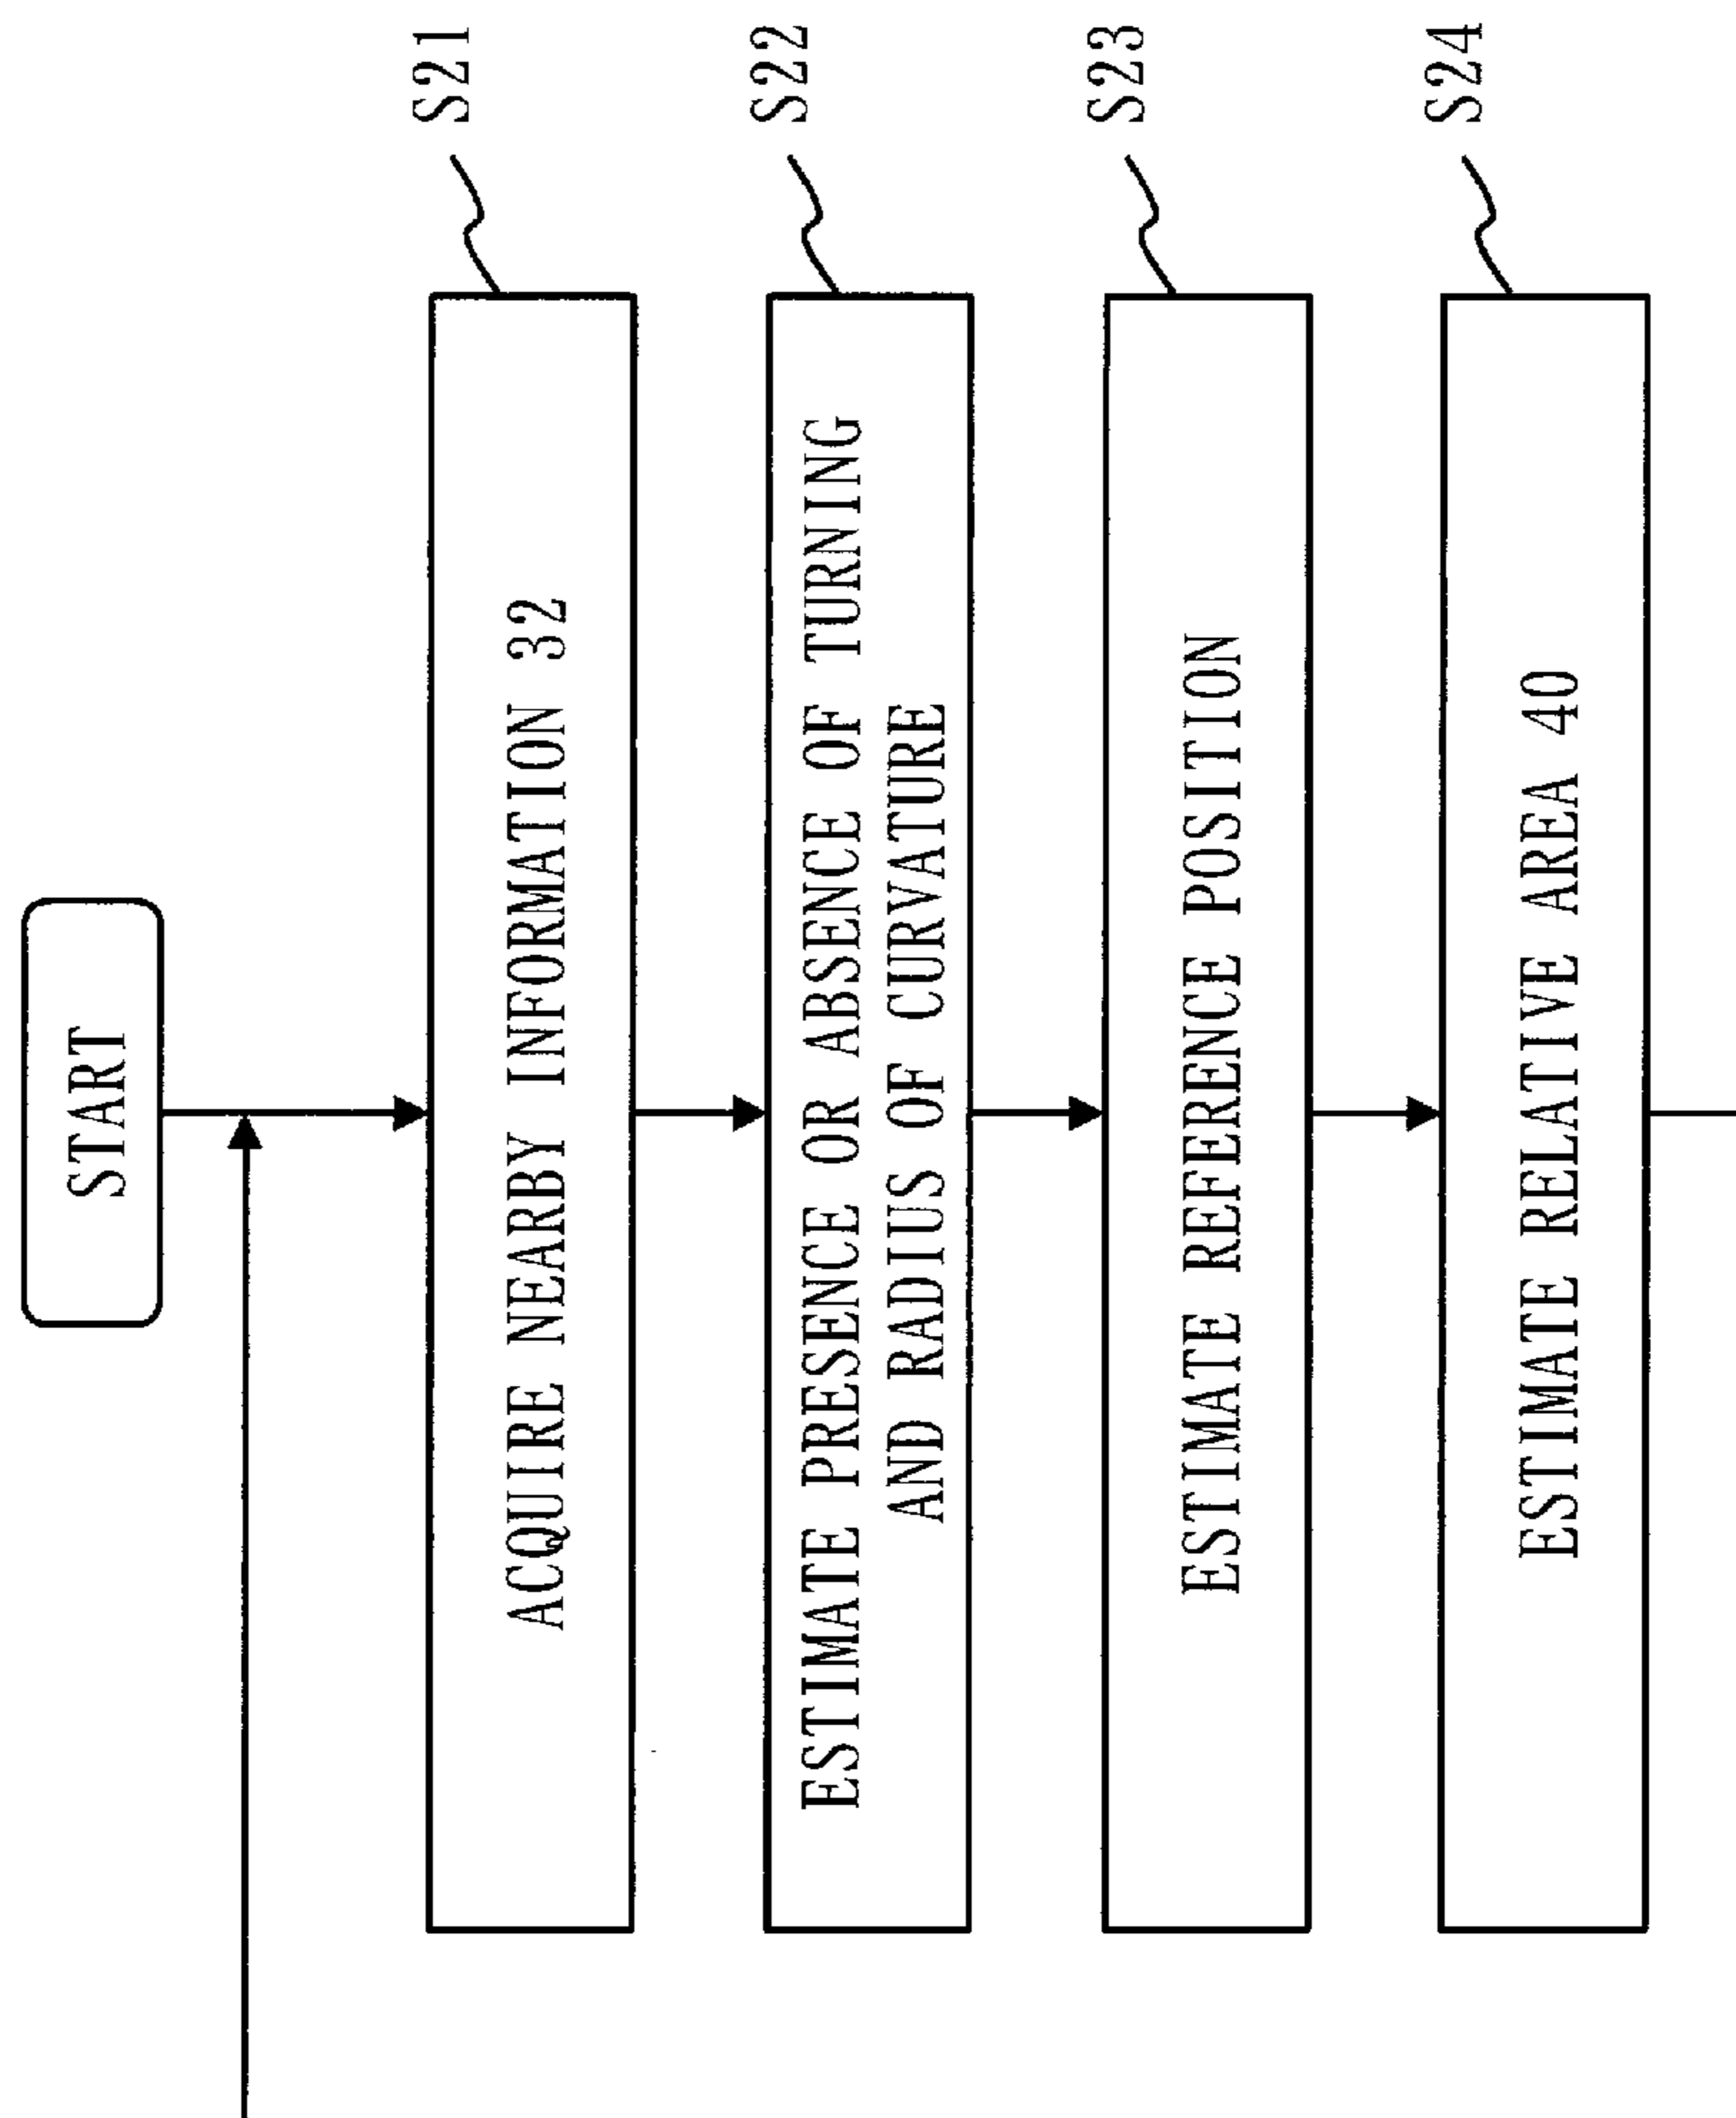 START
S21
ACQUIRE NEARBY INFORMATION 32
S22
ESTIMATE PRESENCE OR ABSENCE OF TURNING
AND RADIUS OF CURVATURE
S23
ESTIMATE REFERENCE POSITION
S24
ESTIMATE RELATIVE AREA 40